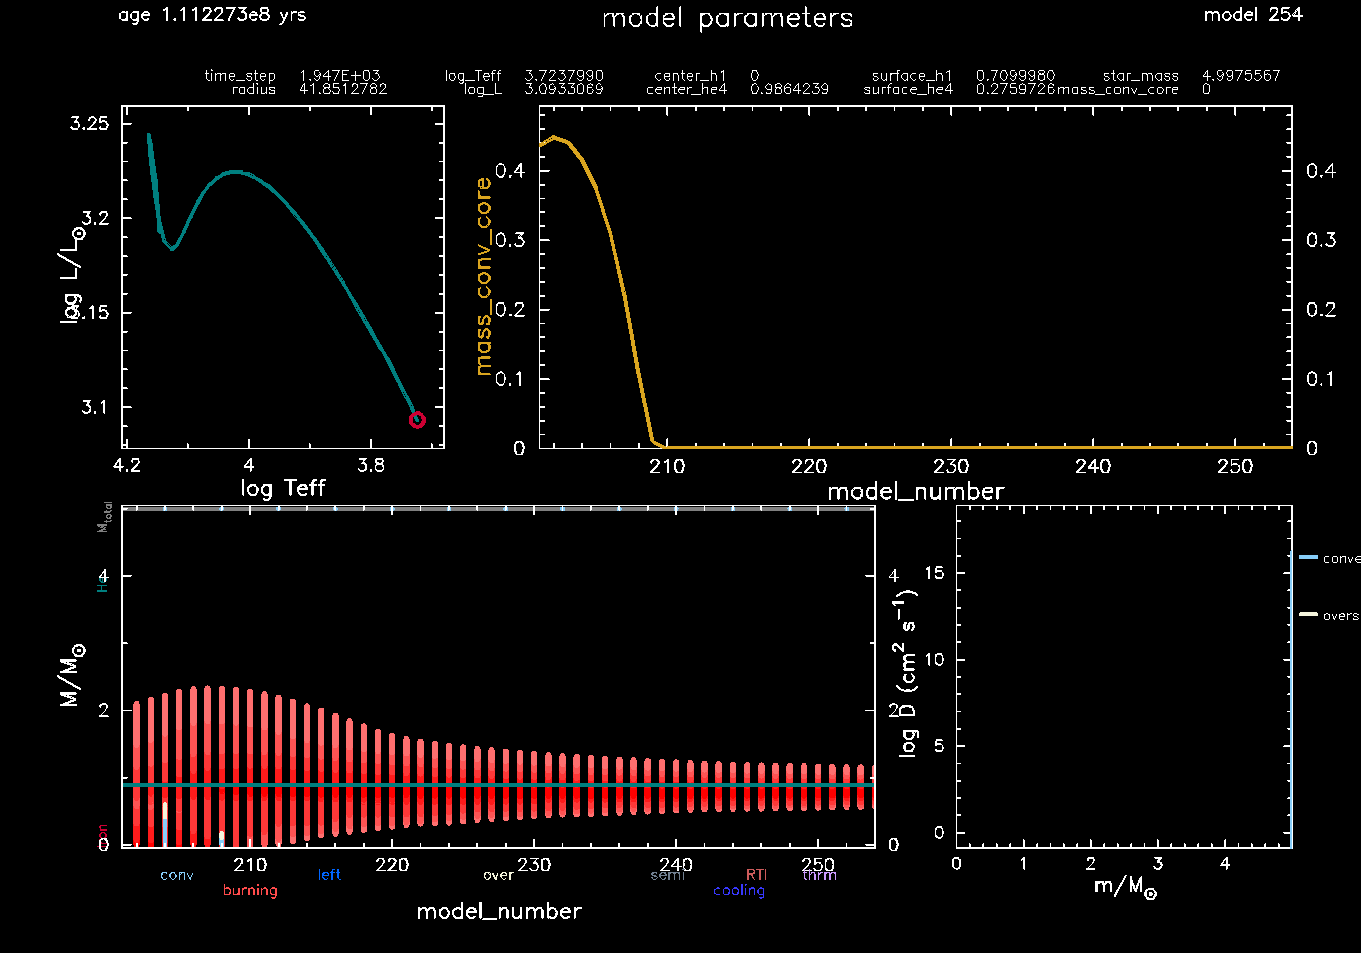 age 1.112273e8 yrs model parameters model 254
time_step 1.947E+03 log_Teff 3.7237990 center_h1 0 surface_h1 0.7099980 star_mass 4.9975567
radius 41.8512782 log_L 3.0933069 center_he4 0.9864239 surface_he4 0.2759726 mass_conv_core 0
3.25
3.2
3.15
3.1
log L/L⊙
4.2 4 3.8
log Teff
0.4
0.3
0.2
0.1
0
mass_conv_core
0.4
0.3
0.2
0.1
0
210 220 230 240 250
model_number
Mtotal
He
4
2
0
M/M⊙
4
2
0
210 220 230 240 250
conv left over semi RTI thrm
burning cooling
model_number
log D (cm² s⁻¹)
15
10
5
0
0 1 2 3 4
m/M⊙
conve
overs